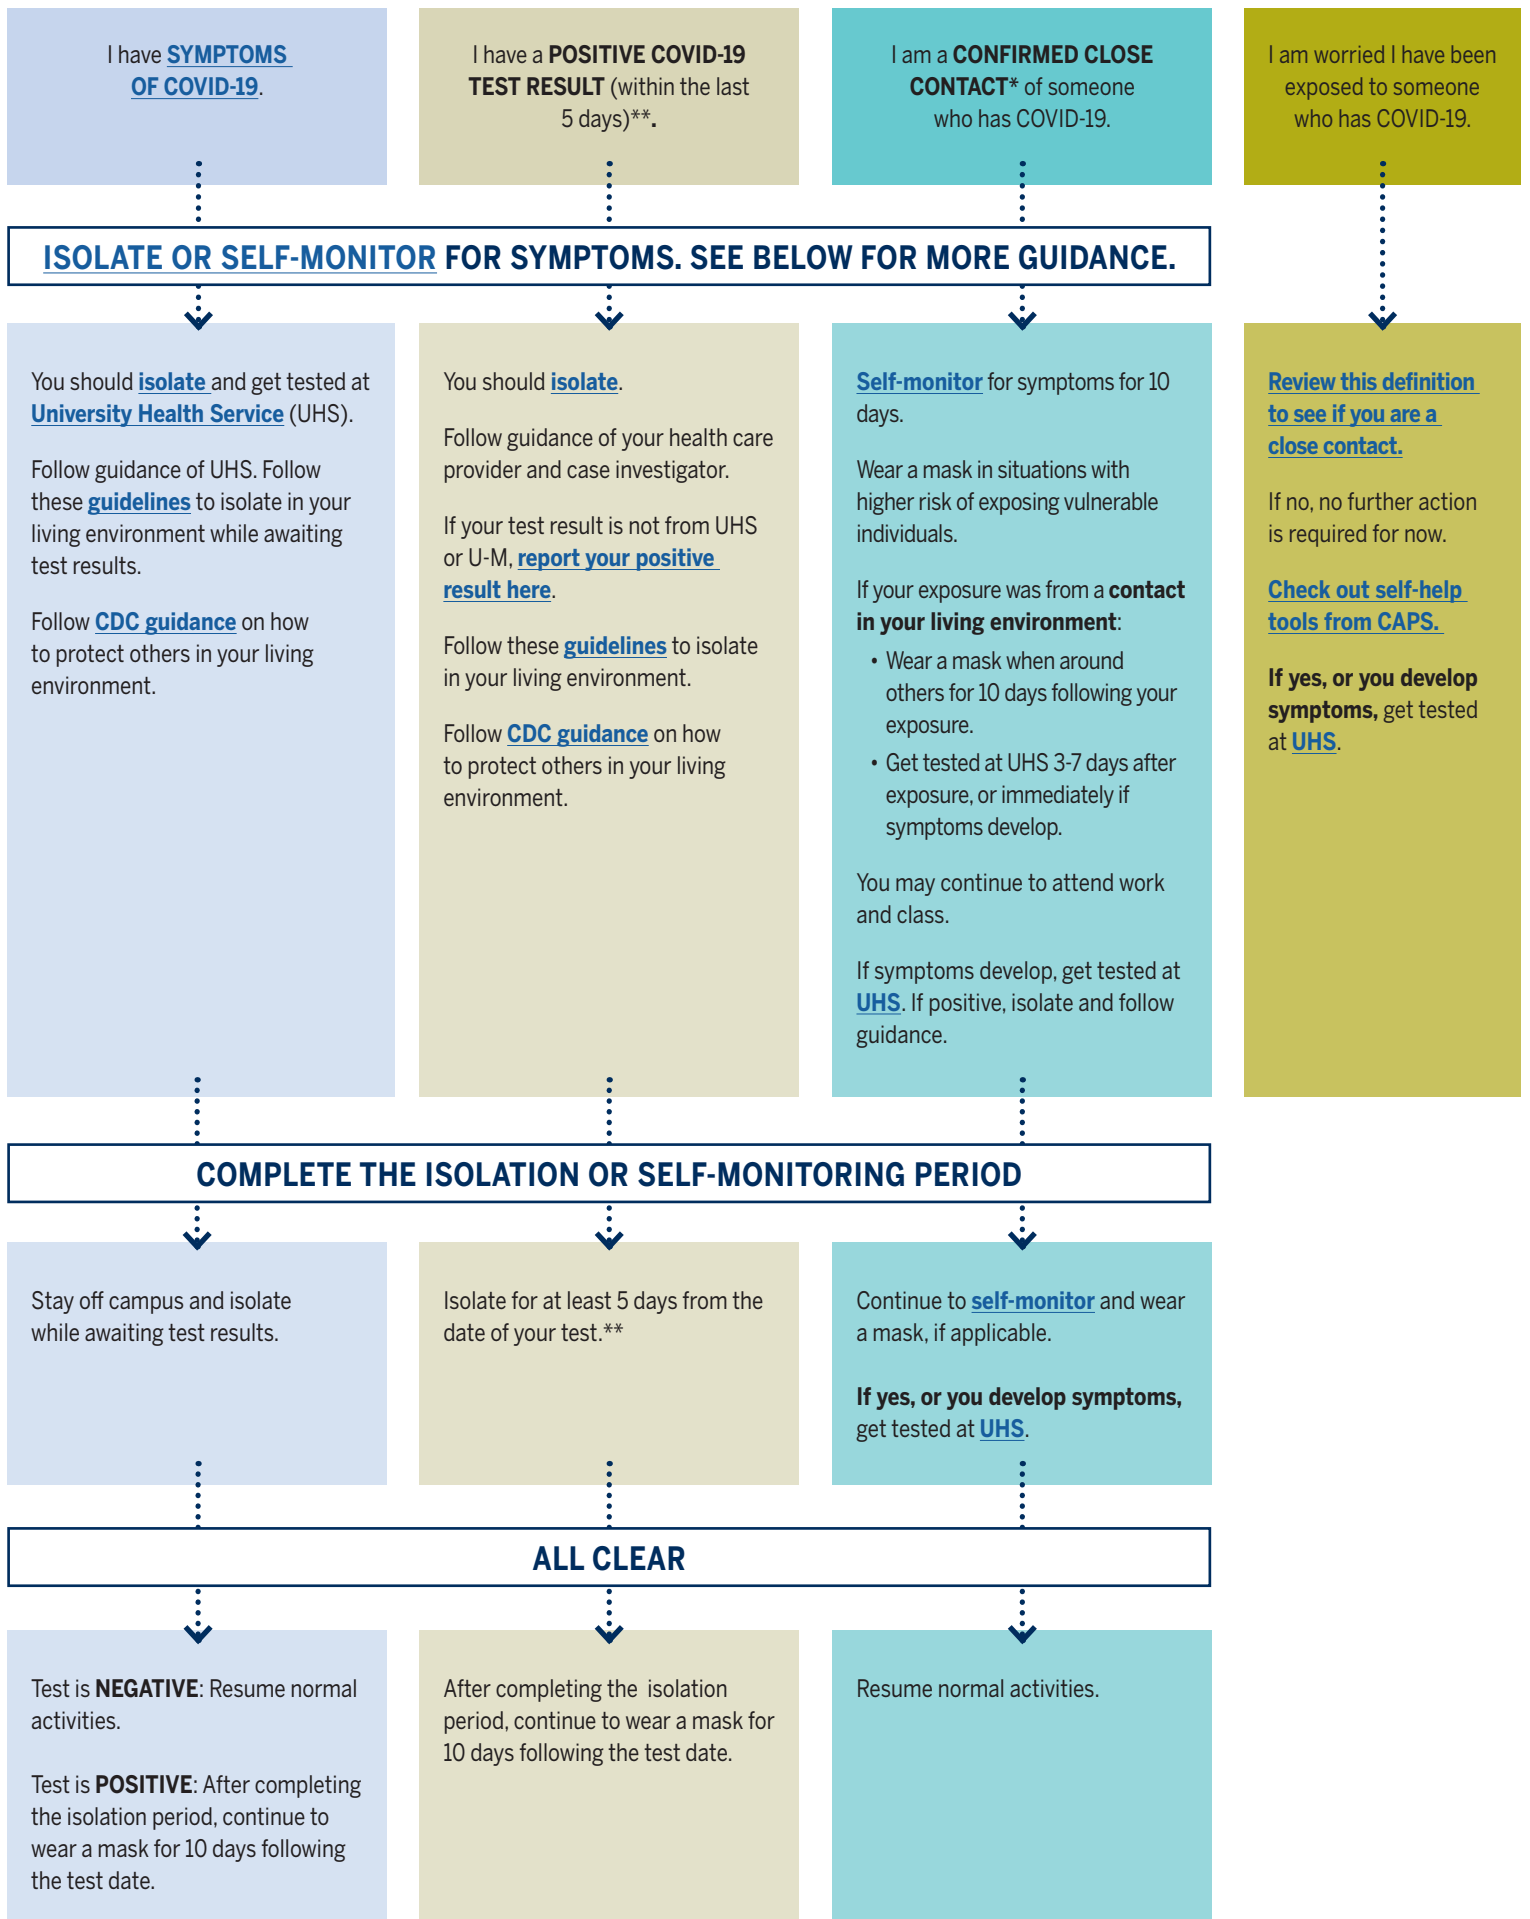 I have SYMPTOMS
OF COVID-19.
I have a POSITIVE COVID-19
TEST RESULT (within the last
5 days)**.
I am a CONFIRMED CLOSE
CONTACT* of someone
who has COVID-19.
I am worried I have been
exposed to someone
who has COVID-19.
ISOLATE OR SELF-MONITOR FOR SYMPTOMS. SEE BELOW FOR MORE GUIDANCE.
You should isolate and get tested at
University Health Service (UHS).
Follow guidance of UHS. Follow
these guidelines to isolate in your
living environment while awaiting
test results.
Follow CDC guidance on how
to protect others in your living
environment.
You should isolate.
Follow guidance of your health care
provider and case investigator.
If your test result is not from UHS
or U-M, report your positive
result here.
Follow these guidelines to isolate
in your living environment.
Follow CDC guidance on how
to protect others in your living
environment.
Self-monitor for symptoms for 10
days.
Wear a mask in situations with
higher risk of exposing vulnerable
individuals.
If your exposure was from a contact
in your living environment:
• Wear a mask when around
others for 10 days following your
exposure.
• Get tested at UHS 3-7 days after
exposure, or immediately if
symptoms develop.
You may continue to attend work
and class.
If symptoms develop, get tested at
UHS. If positive, isolate and follow
guidance.
Review this definition
to see if you are a
close contact.
If no, no further action
is required for now.
Check out self-help
tools from CAPS.
If yes, or you develop
symptoms, get tested
at UHS.
COMPLETE THE ISOLATION OR SELF-MONITORING PERIOD
Stay off campus and isolate
while awaiting test results.
Isolate for at least 5 days from the
date of your test.**
Continue to self-monitor and wear
a mask, if applicable.
If yes, or you develop symptoms,
get tested at UHS.
ALL CLEAR
Test is NEGATIVE: Resume normal
activities.
Test is POSITIVE: After completing
the isolation period, continue to
wear a mask for 10 days following
the test date.
After completing the isolation
period, continue to wear a mask for
10 days following the test date.
Resume normal activities.